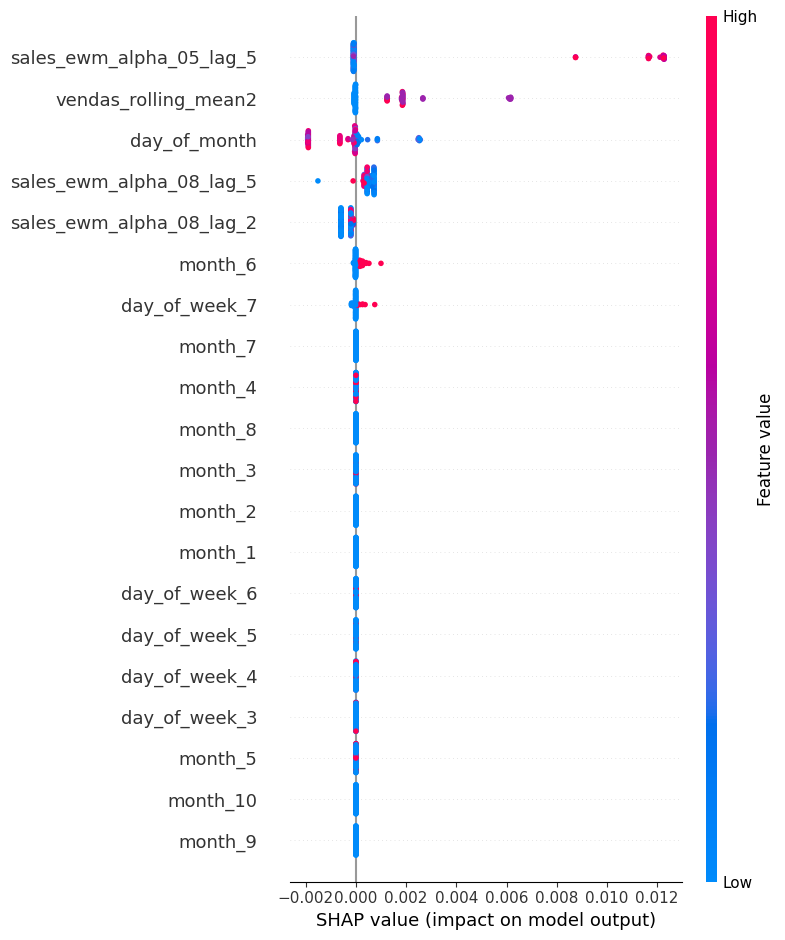 High
sales_ewm_alpha_05_lag_5
vendas_rolling_mean2
day_of_month
sales_ewm_alpha_08_lag_5
sales_ewm_alpha_08_lag_2
month_6
day_of_week_7
month_7
month_4
month_8
month_3
month_2
month_1
day_of_week_6
day_of_week_5
day_of_week_4
day_of_week_3
month_5
month_10
month_9
Feature value
Low
−0.002 0.000 0.002 0.004 0.006 0.008 0.010 0.012
SHAP value (impact on model output)